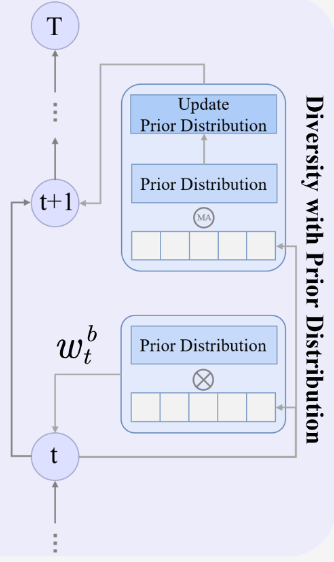 T
...
Update
Prior Distribution
Prior Distribution
t+1
MA
Diversity with Prior Distribution
w_t^b
Prior Distribution
t
...